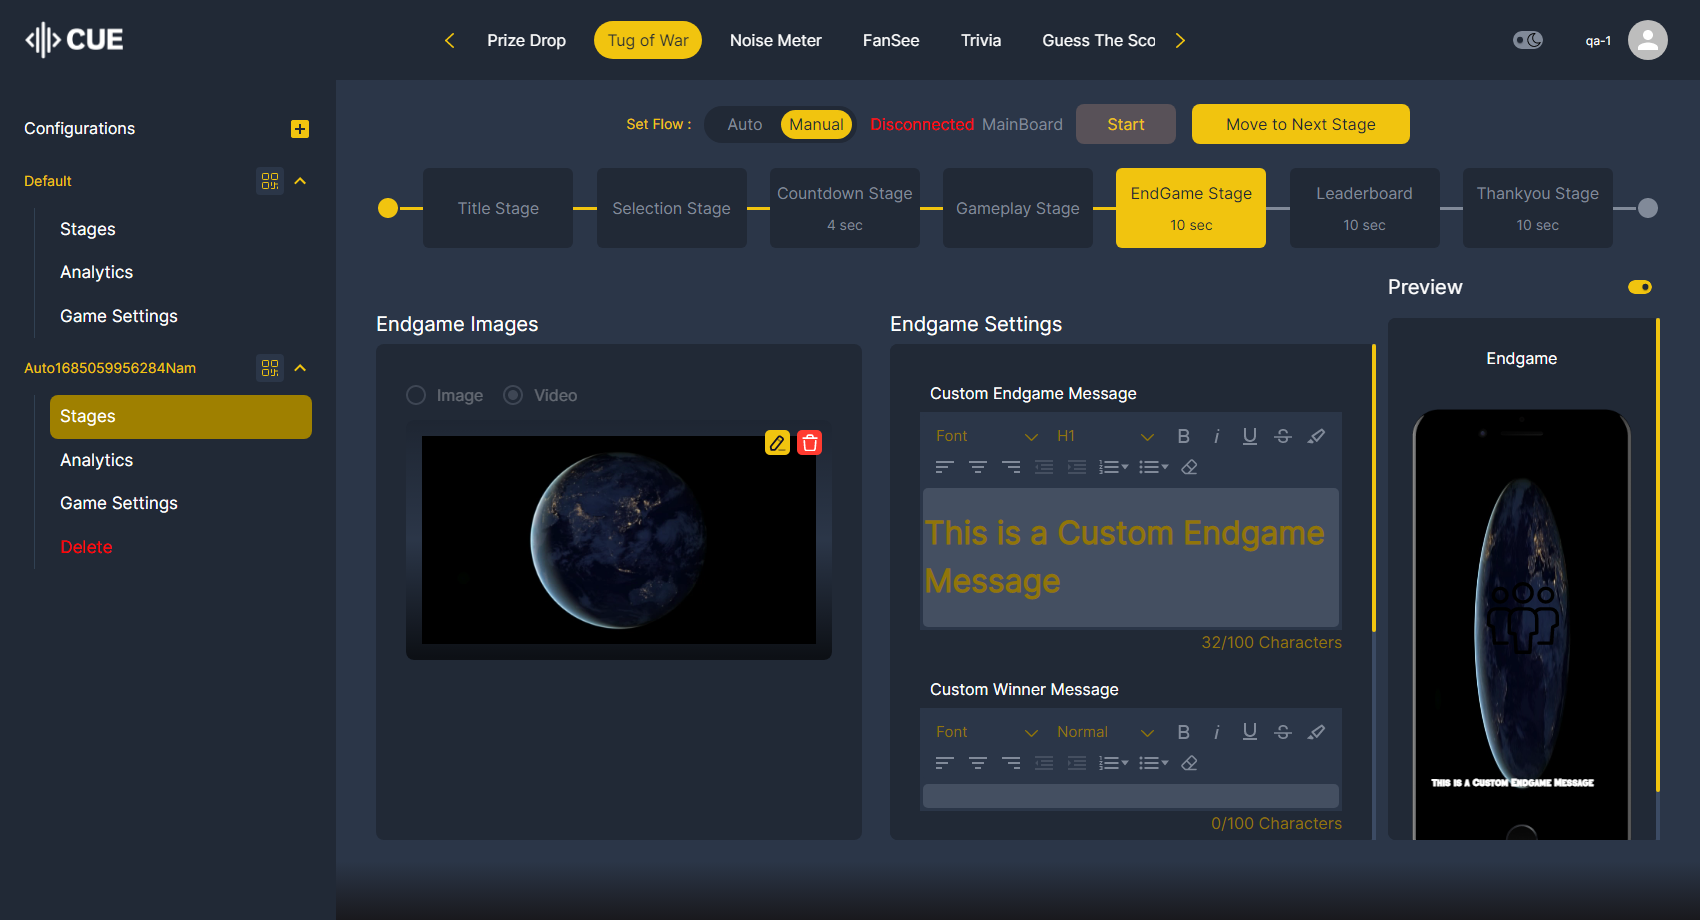 CUE
Prize Drop
Tug of War
Noise Meter
FanSee
Trivia
Guess The Sco
qa-1
Configurations
Default
Stages
Analytics
Game Settings
Auto1685059956284Nam
Stages
Analytics
Game Settings
Delete
Set Flow :
Auto
Manual
Disconnected MainBoard
Start
Move to Next Stage
Title Stage
Selection Stage
Countdown Stage
4 sec
Gameplay Stage
EndGame Stage
10 sec
Leaderboard
10 sec
Thankyou Stage
10 sec
Endgame Images
Image
Video
Endgame Settings
Custom Endgame Message
Font
H1
B
i
U
S
This is a Custom Endgame
Message
32/100 Characters
Custom Winner Message
Font
Normal
B
i
U
S
0/100 Characters
Preview
Endgame
This is a Custom Endgame Message